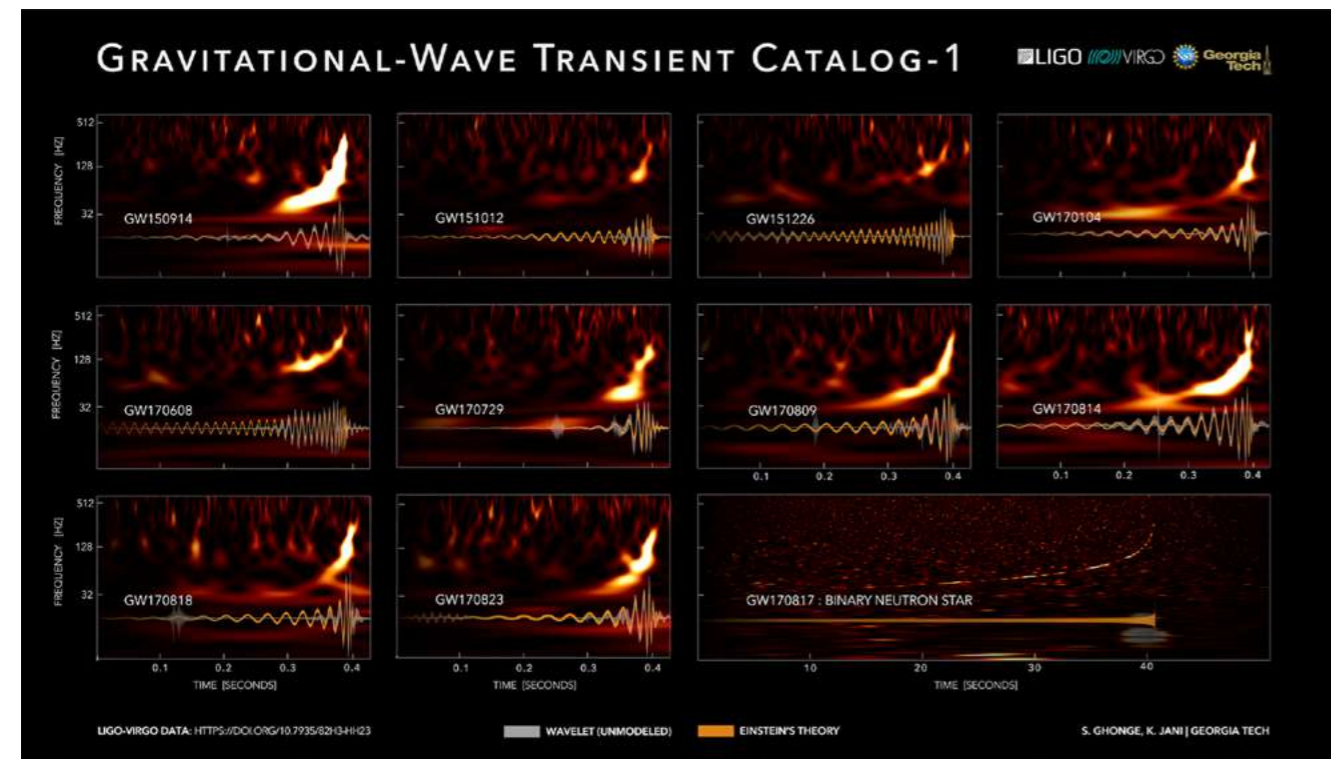 GRAVITATIONAL-WAVE TRANSIENT CATALOG-1
LIGO VIRGO NSF Georgia Tech
FREQUENCY [HZ]
512
128
32
GW150914
GW151012
GW151226
GW170104
FREQUENCY [HZ]
512
128
32
GW170608
GW170729
GW170809
GW170814
0.1 0.2 0.3 0.4
0.1 0.2 0.3 0.4
FREQUENCY [HZ]
512
128
32
GW170818
GW170823
GW170817 : BINARY NEUTRON STAR
0.1 0.2 0.3 0.4
0.1 0.2 0.3 0.4
10 20 30 40
TIME [SECONDS]
TIME [SECONDS]
TIME [SECONDS]
LIGO-VIRGO DATA: HTTPS://DOI.ORG/10.7935/82H3-HH23
WAVELET (UNMODELED)
EINSTEIN'S THEORY
S. GHONGE, K. JANI | GEORGIA TECH